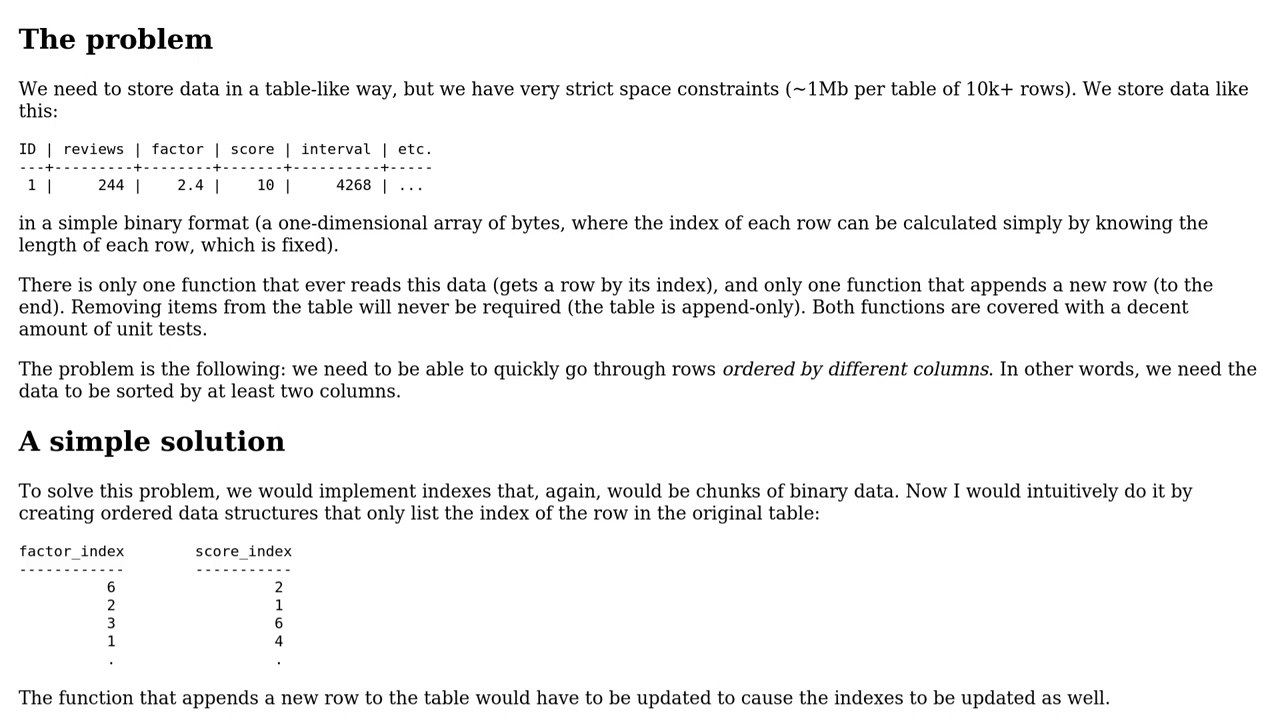 The problem
We need to store data in a table-like way, but we have very strict space constraints (~1Mb per table of 10k+ rows). We store data like
this:
ID | reviews | factor | score | interval | etc.
---+---------+--------+-------+----------+-----
 1 |     244 |    2.4 |    10 |     4268 | ...
in a simple binary format (a one-dimensional array of bytes, where the index of each row can be calculated simply by knowing the
length of each row, which is fixed).
There is only one function that ever reads this data (gets a row by its index), and only one function that appends a new row (to the
end). Removing items from the table will never be required (the table is append-only). Both functions are covered with a decent
amount of unit tests.
The problem is the following: we need to be able to quickly go through rows ordered by different columns. In other words, we need the
data to be sorted by at least two columns.
A simple solution
To solve this problem, we would implement indexes that, again, would be chunks of binary data. Now I would intuitively do it by
creating ordered data structures that only list the index of the row in the original table:
factor_index        score_index
------------        -----------
          6                  2
          2                  1
          3                  6
          1                  4
          .                  .
The function that appends a new row to the table would have to be updated to cause the indexes to be updated as well.